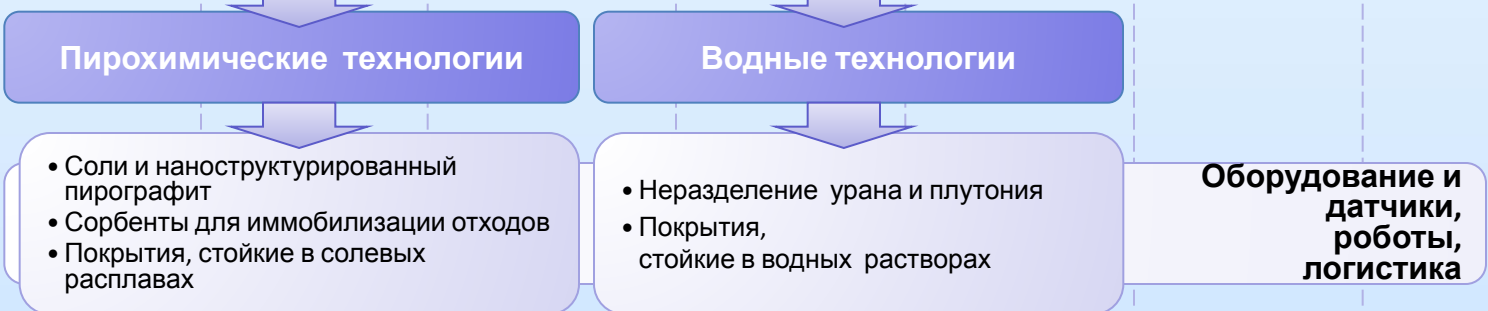 Пирохимические технологии
Водные технологии
• Соли и наноструктурированный
пирографит
• Сорбенты для иммобилизации отходов
• Покрытия, стойкие в солевых
расплавах
• Неразделение урана и плутония
• Покрытия,
стойкие в водных растворах
Оборудование и
датчики,
роботы,
логистика